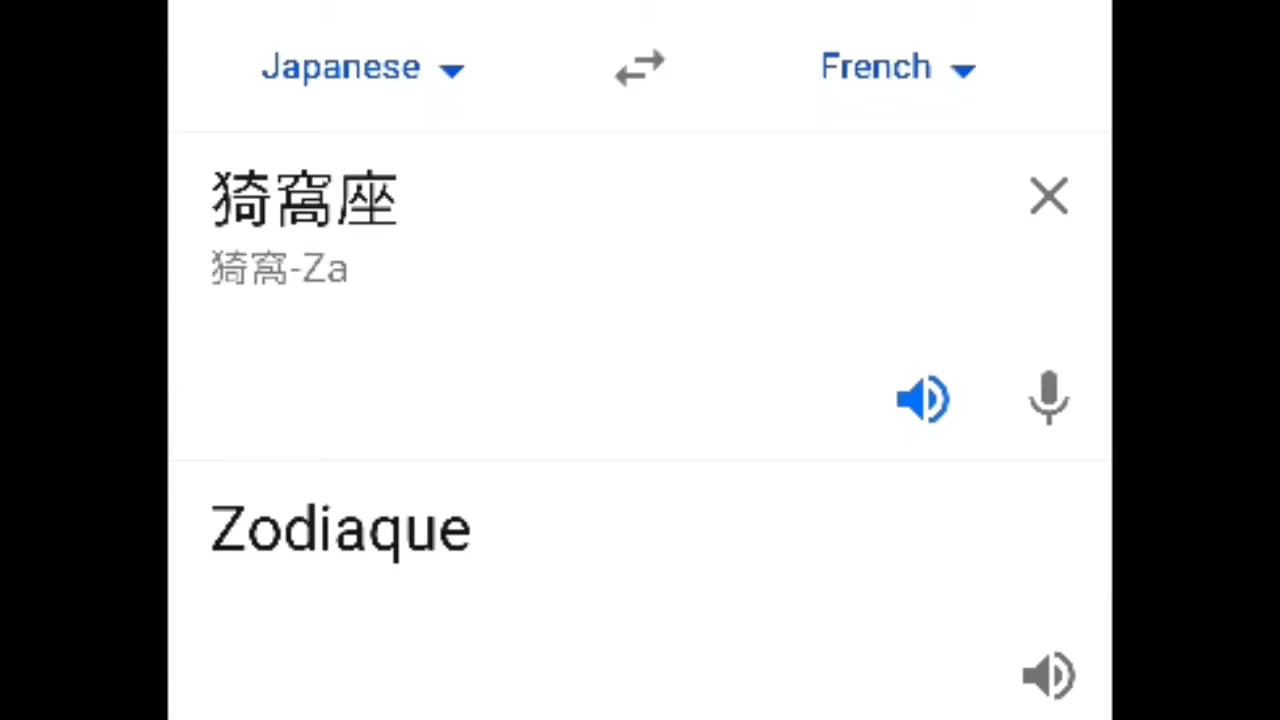 Japanese French
猗窩座
猗窩-Za
Zodiaque